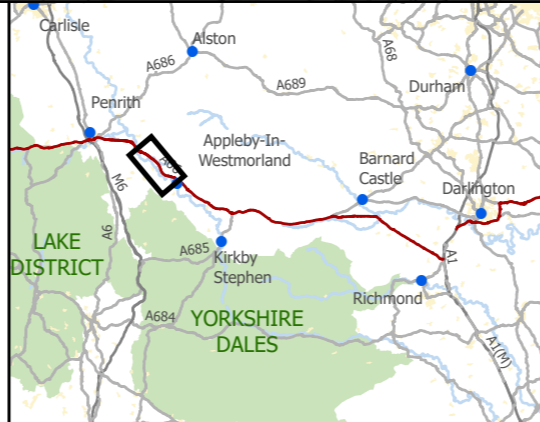 Carlisle
Alston
A686
A689
A68
Durham
Penrith
Appleby-In-
Westmorland
Barnard
Castle
Darlington
M6
A6
LAKE
DISTRICT
A685
Kirkby
Stephen
A1
Richmond
A684
YORKSHIRE
DALES
A1(M)